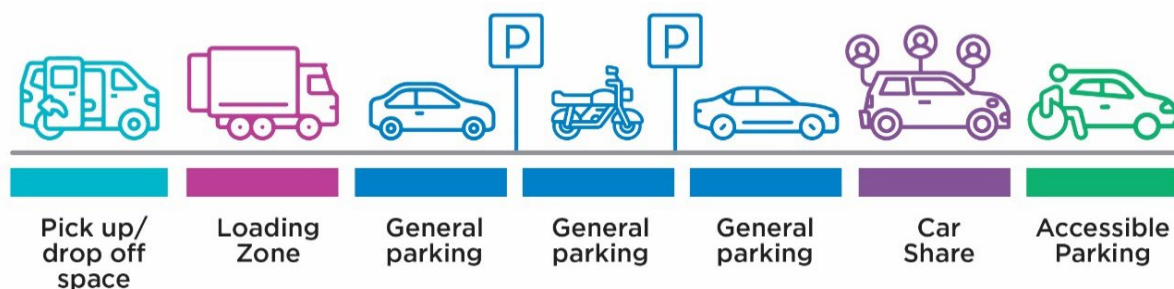 P
P
Pick up/
drop off
space
Loading
Zone
General
parking
General
parking
General
parking
Car
Share
Accessible
Parking